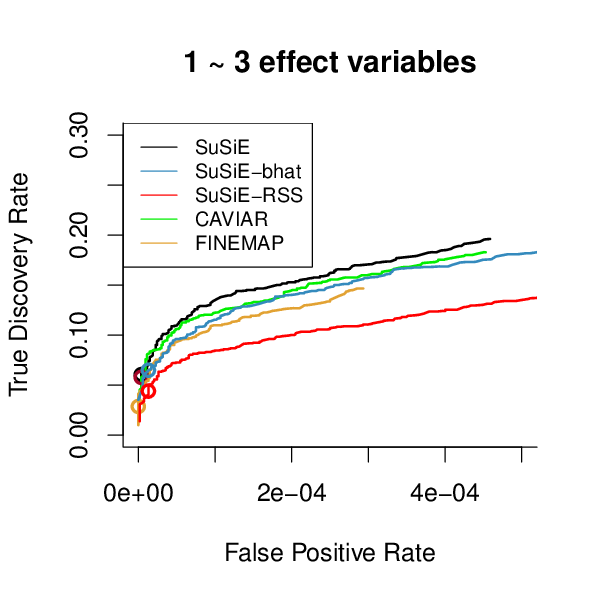 1 ~ 3 effect variables
True Discovery Rate
0.30
0.20
0.10
0.00
SuSiE
SuSiE−bhat
SuSiE−RSS
CAVIAR
FINEMAP
0e+00 2e−04 4e−04
False Positive Rate